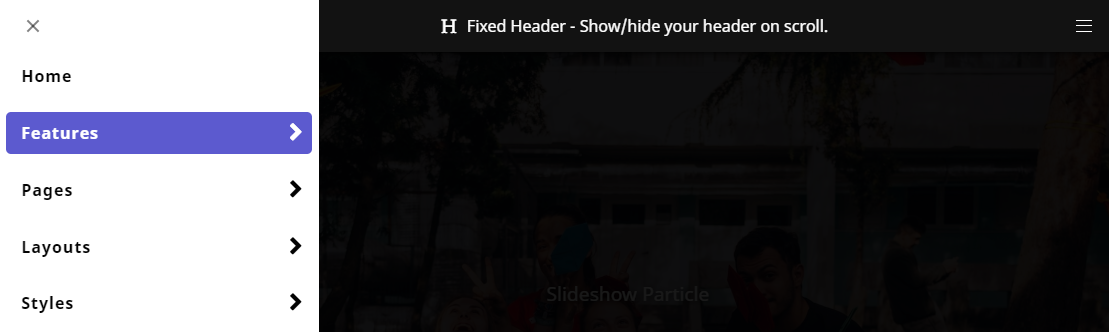 Home
Features
Pages
Layouts
Styles
H Fixed Header - Show/hide your header on scroll.
Slideshow Particle